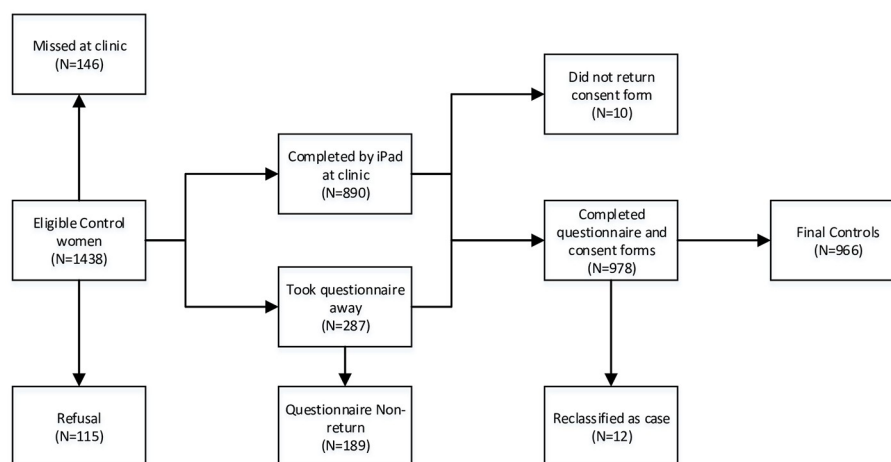 Missed at clinic
(N=146)
Did not return
consent form
(N=10)
Completed by iPad
at clinic
(N=890)
Eligible Control
women
(N=1438)
Completed
questionnaire and
consent forms
(N=978)
Final Controls
(N=966)
Took questionnaire
away
(N=287)
Refusal
(N=115)
Questionnaire Non-
return
(N=189)
Reclassified as case
(N=12)